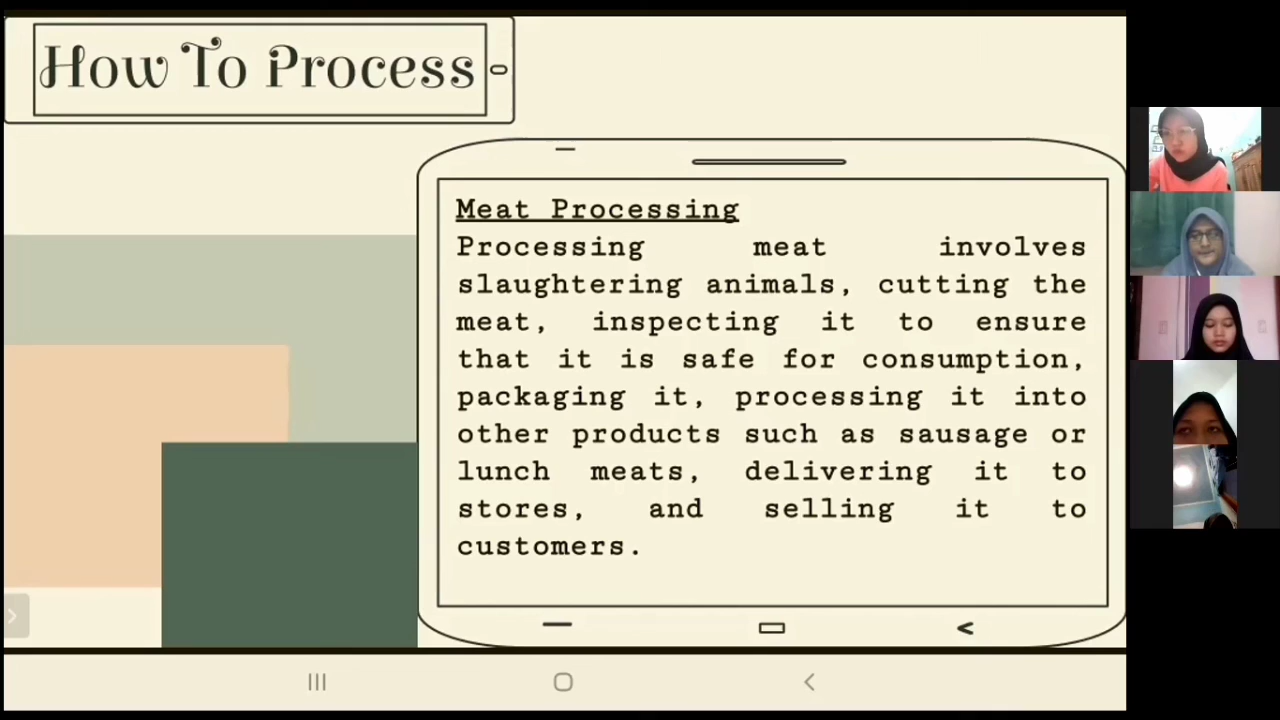 How To Process
Meat Processing
Processing meat involves
slaughtering animals, cutting the
meat, inspecting it to ensure
that it is safe for consumption,
packaging it, processing it into
other products such as sausage or
lunch meats, delivering it to
stores, and selling it to
customers.